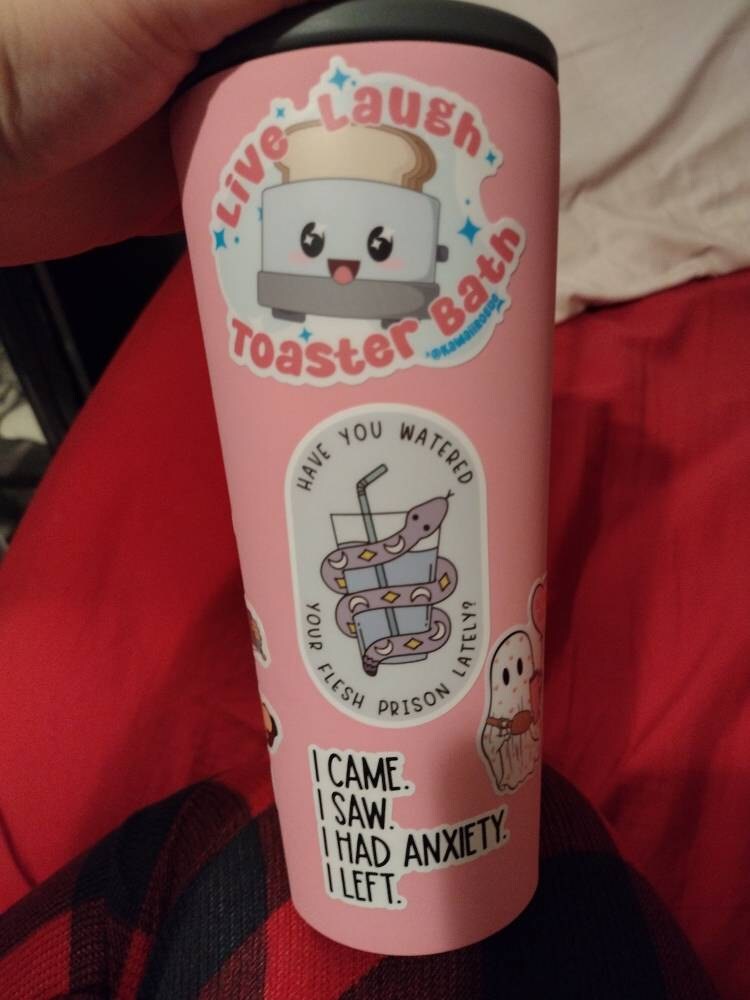 Live Laugh
Toaster Bath
HAVE YOU WATERED
YOUR FLESH PRISON LATELY?
I CAME.
I SAW.
I HAD ANXIETY.
I LEFT.